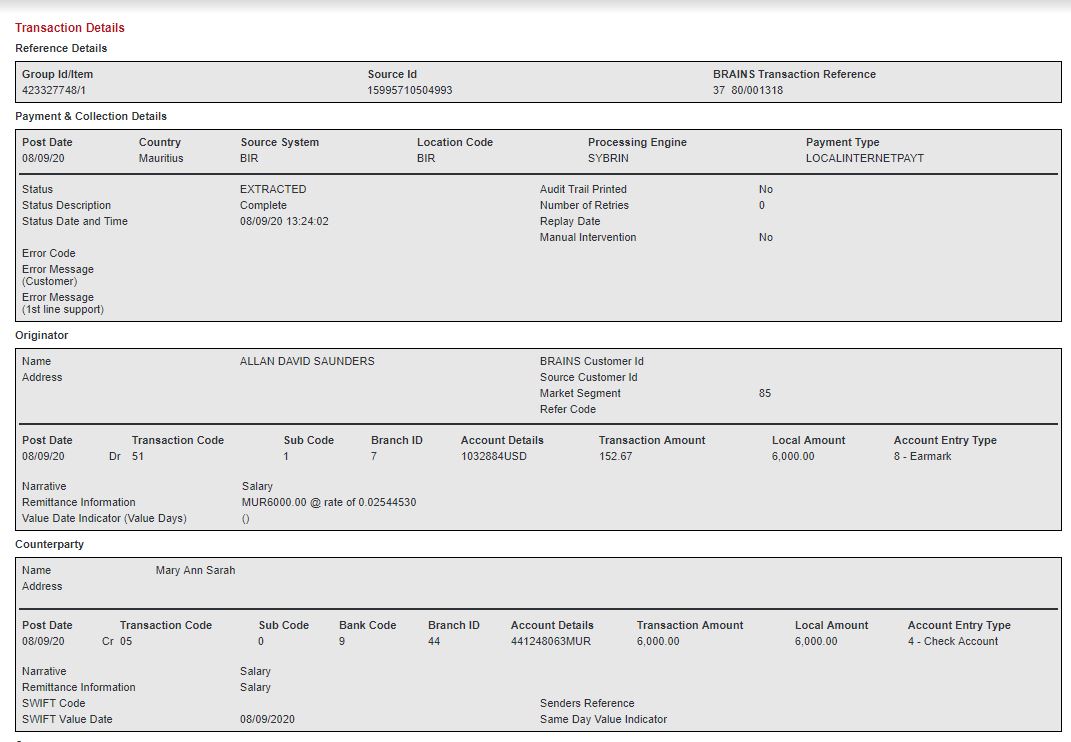 Transaction Details
Reference Details
Group Id/Item Source Id BRAINS Transaction Reference
423327748/1 15995710504993 37 80/001318
Payment & Collection Details
Post Date Country Source System Location Code Processing Engine Payment Type
08/09/20 Mauritius BIR BIR SYBRIN LOCALINTERNETPAYT
Status EXTRACTED Audit Trail Printed No
Status Description Complete Number of Retries 0
Status Date and Time 08/09/20 13:24:02 Replay Date
Manual Intervention No
Error Code
Error Message
(Customer)
Error Message
(1st line support)
Originator
Name ALLAN DAVID SAUNDERS BRAINS Customer Id
Address Source Customer Id
Market Segment 85
Refer Code
Post Date Transaction Code Sub Code Branch ID Account Details Transaction Amount Local Amount Account Entry Type
08/09/20 Dr 51 1 7 1032884USD 152.67 6,000.00 8 - Earmark
Narrative Salary
Remittance Information MUR6000.00 @ rate of 0.02544530
Value Date Indicator (Value Days) ()
Counterparty
Name Mary Ann Sarah
Address
Post Date Transaction Code Sub Code Bank Code Branch ID Account Details Transaction Amount Local Amount Account Entry Type
08/09/20 Cr 05 0 9 44 441248063MUR 6,000.00 6,000.00 4 - Check Account
Narrative Salary
Remittance Information Salary
SWIFT Code Senders Reference
SWIFT Value Date 08/09/2020 Same Day Value Indicator